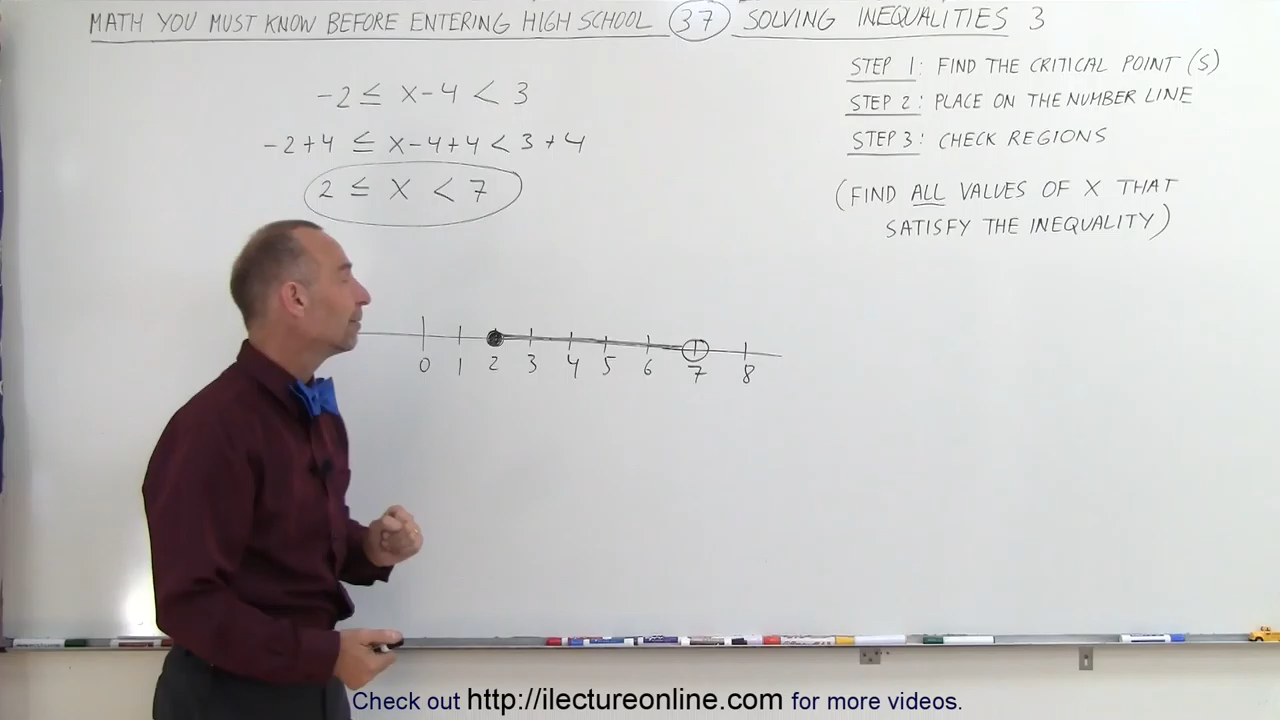 MATH YOU MUST KNOW BEFORE ENTERING HIGH SCHOOL 37 SOLVING INEQUALITIES 3
-2 ≤ X-4 < 3
-2+4 ≤ X-4+4 < 3+4
2 ≤ X < 7
STEP 1: FIND THE CRITICAL POINT (S)
STEP 2: PLACE ON THE NUMBER LINE
STEP 3: CHECK REGIONS
(FIND ALL VALUES OF X THAT
SATISFY THE INEQUALITY)
0 1 2 3 4 5 6 7 8
Check out http://ilectureonline.com for more videos.